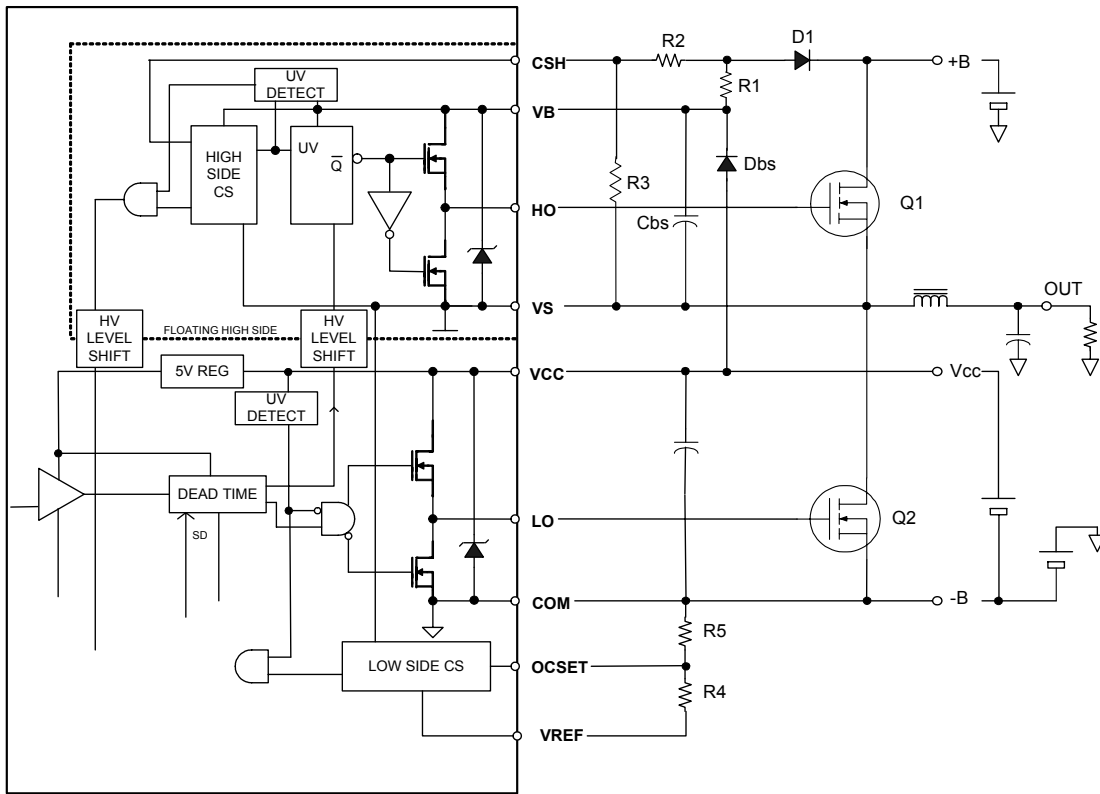 CSH
R2
D1
+B
UV
DETECT
R1
VB
HIGH
SIDE
CS
UV
Q
R3
Dbs
HO
Cbs
Q1
VS
OUT
HV
LEVEL
SHIFT
FLOATING HIGH SIDE
HV
LEVEL
SHIFT
5V REG
VCC
Vcc
UV
DETECT
DEAD TIME
LO
Q2
SD
COM
-B
R5
LOW SIDE CS
OCSET
R4
VREF